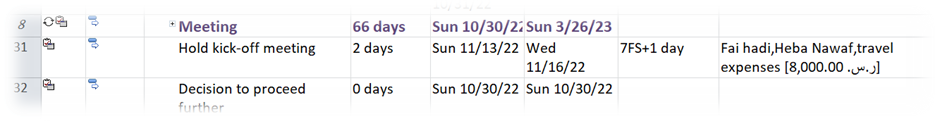 8 Meeting 66 days Sun 10/30/22 Sun 3/26/23
31 Hold kick-off meeting 2 days Sun 11/13/22 Wed 7FS+1 day Fai hadi,Heba Nawaf,travel
11/16/22 expenses [8,000.00 ر.س.‏]
32 Decision to proceed 0 days Sun 10/30/22 Sun 10/30/22
further